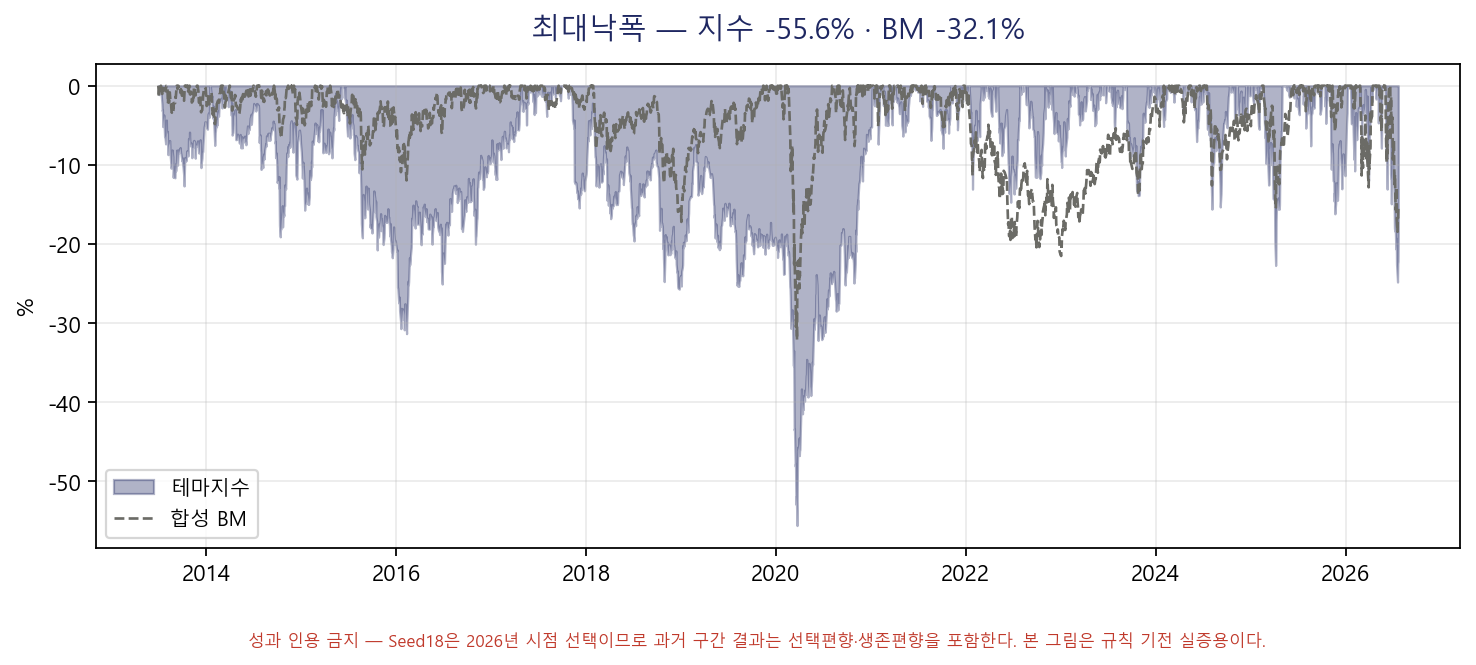 최대낙폭 — 지수 -55.6% · BM -32.1%
0
-10
-20
-30
-40
-50
%
테마지수
합성 BM
2014 2016 2018 2020 2022 2024 2026
성과 인용 금지 — Seed18은 2026년 시점 선택이므로 과거 구간 결과는 선택편향·생존편향을 포함한다. 본 그림은 규칙 기전 실증용이다.